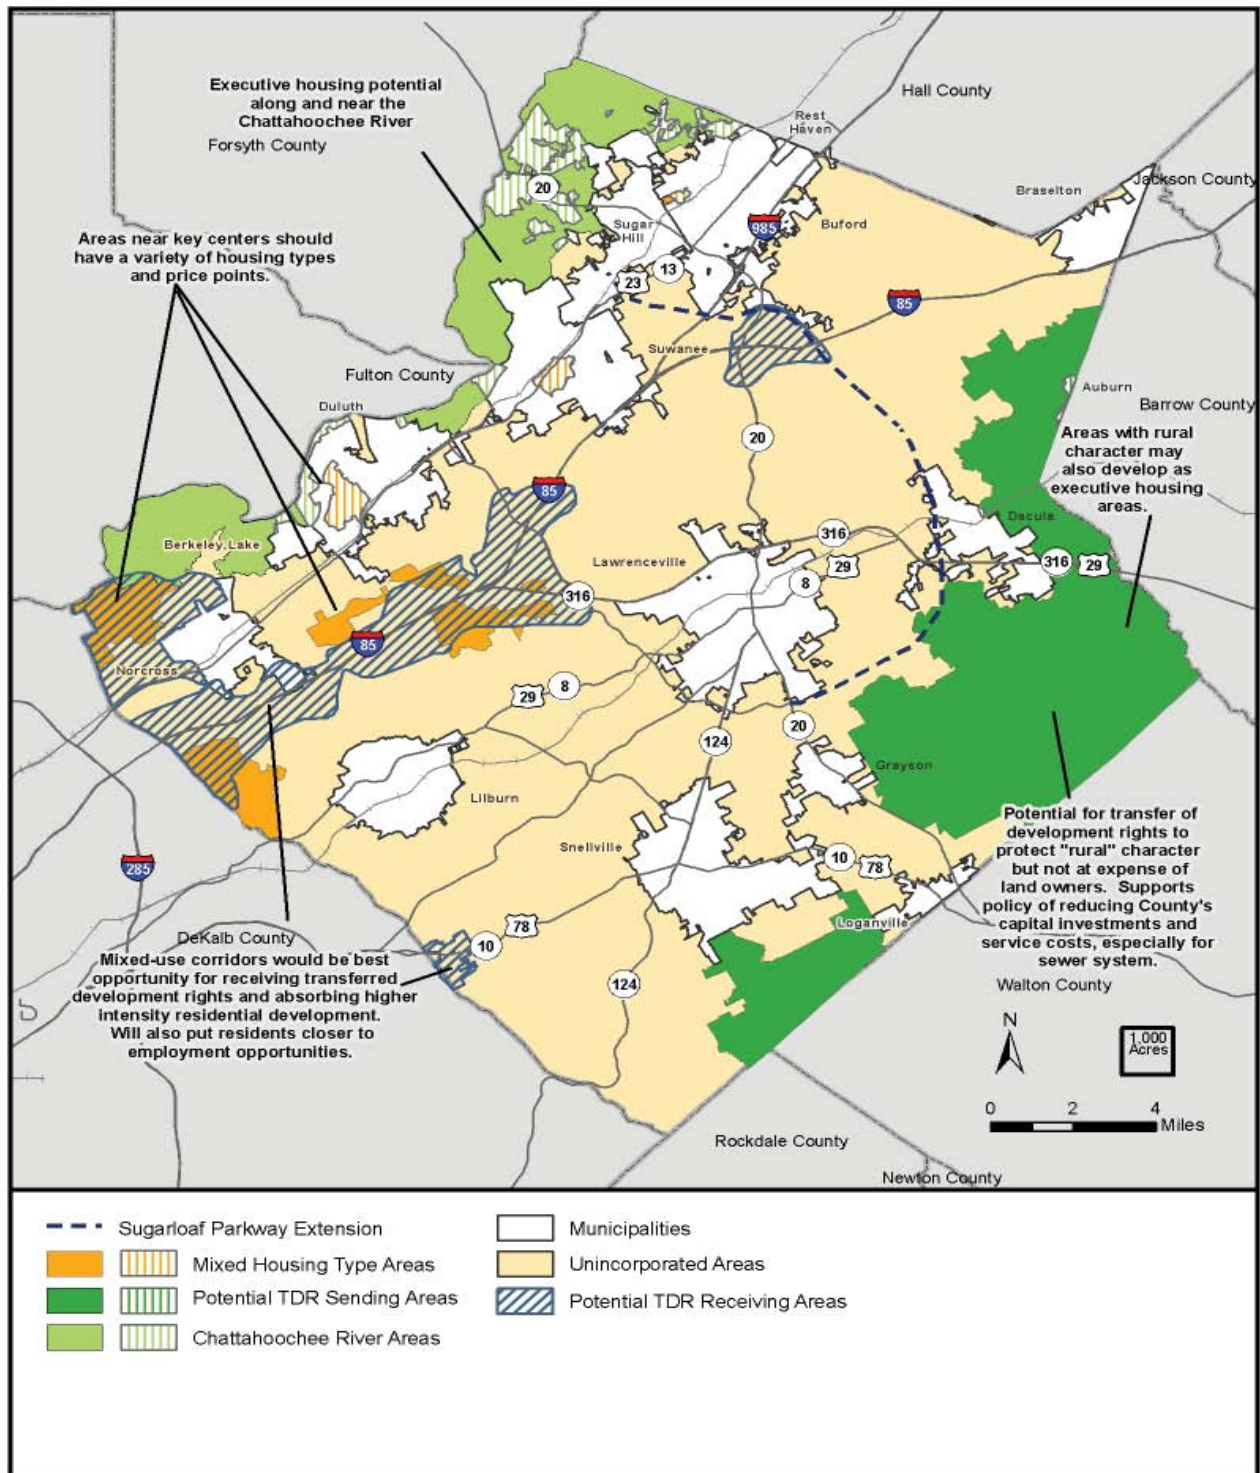 Executive housing potential
along and near the
Chattahoochee River
Forsyth County
Hall County
Rest
Haven
Jackson County
Braselton
20
Sugar
Hill
985
Buford
Areas near key centers should
have a variety of housing types
and price points.
13
23
85
Suwanee
Fulton County
Auburn
Duluth
Barrow County
20
Areas with rural
character may
also develop as
executive housing
areas.
85
Dacula
316
Berkeley Lake
Lawrenceville
29
316
29
8
316
85
Norcross
8
29
20
124
Grayson
Lilburn
Potential for transfer of
development rights to
protect "rural" character
but not at expense of
land owners. Supports
policy of reducing County's
capital investments and
service costs, especially for
sewer system.
Snellville
10
78
285
Loganville
78
DeKalb County
10
Mixed-use corridors would be best
opportunity for receiving transferred
development rights and absorbing higher
intensity residential development.
Will also put residents closer to
employment opportunities.
124
Walton County
N
1,000
Acres
0 2 4
Miles
Rockdale County
Newton County
Sugarloaf Parkway Extension
Municipalities
Mixed Housing Type Areas
Unincorporated Areas
Potential TDR Sending Areas
Potential TDR Receiving Areas
Chattahoochee River Areas